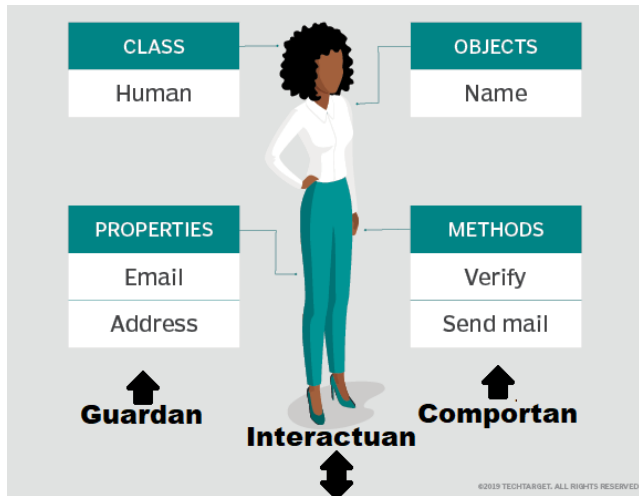 CLASS
Human
OBJECTS
Name
PROPERTIES
Email
Address
METHODS
Verify
Send mail
Guardan
Interactuan
Comportan
©2019 TECHTARGET. ALL RIGHTS RESERVED